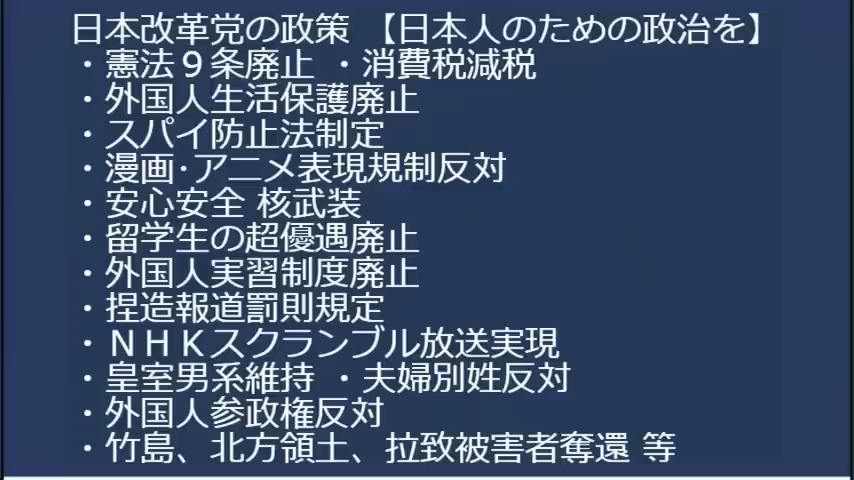 日本改革党の政策 【日本人のための政治を】
・憲法９条廃止 ・消費税減税
・外国人生活保護廃止
・スパイ防止法制定
・漫画･アニメ表現規制反対
・安心安全 核武装
・留学生の超優遇廃止
・外国人実習制度廃止
・捏造報道罰則規定
・ＮＨＫスクランブル放送実現
・皇室男系維持 ・夫婦別姓反対
・外国人参政権反対
・竹島、北方領土、拉致被害者奪還 等